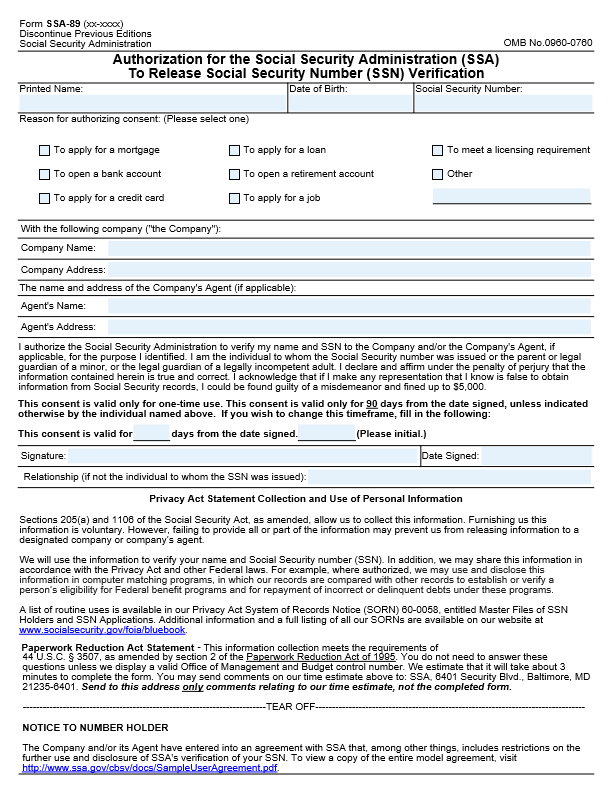 Form SSA-89 (xx-xxxx)
Discontinue Previous Editions
Social Security Administration
OMB No.0960-0760
Authorization for the Social Security Administration (SSA)
To Release Social Security Number (SSN) Verification
Printed Name:
Date of Birth:
Social Security Number:
Reason for authorizing consent: (Please select one)
To apply for a mortgage
To apply for a loan
To meet a licensing requirement
To open a bank account
To open a retirement account
Other
To apply for a credit card
To apply for a job
With the following company ("the Company"):
Company Name:
Company Address:
The name and address of the Company's Agent (if applicable):
Agent's Name:
Agent's Address:
I authorize the Social Security Administration to verify my name and SSN to the Company and/or the Company's Agent, if
applicable, for the purpose I identified. I am the individual to whom the Social Security number was issued or the parent or legal
guardian of a minor, or the legal guardian of a legally incompetent adult. I declare and affirm under the penalty of perjury that the
information contained herein is true and correct. I acknowledge that if I make any representation that I know is false to obtain
information from Social Security records, I could be found guilty of a misdemeanor and fined up to $5,000.
This consent is valid only for one-time use. This consent is valid only for 90 days from the date signed, unless indicated
otherwise by the individual named above. If you wish to change this timeframe, fill in the following:
This consent is valid for ______ days from the date signed.__________(Please initial.)
Signature:
Date Signed:
Relationship (if not the individual to whom the SSN was issued):
Privacy Act Statement Collection and Use of Personal Information
Sections 205(a) and 1106 of the Social Security Act, as amended, allow us to collect this information. Furnishing us this
information is voluntary. However, failing to provide all or part of the information may prevent us from releasing information to a
designated company or company's agent.
We will use the information to verify your name and Social Security number (SSN). In addition, we may share this information in
accordance with the Privacy Act and other Federal laws. For example, where authorized, we may use and disclose this
information in computer matching programs, in which our records are compared with other records to establish or verify a
person's eligibility for Federal benefit programs and for repayment of incorrect or delinquent debts under these programs.
A list of routine uses is available in our Privacy Act System of Records Notice (SORN) 60-0058, entitled Master Files of SSN
Holders and SSN Applications. Additional information and a full listing of all our SORNs are available on our website at
www.socialsecurity.gov/foia/bluebook.
Paperwork Reduction Act Statement - This information collection meets the requirements of
44 U.S.C. § 3507, as amended by section 2 of the Paperwork Reduction Act of 1995. You do not need to answer these
questions unless we display a valid Office of Management and Budget control number. We estimate that it will take about 3
minutes to complete the form. You may send comments on our time estimate above to: SSA, 6401 Security Blvd., Baltimore, MD
21235-6401. Send to this address only comments relating to our time estimate, not the completed form.
--------------------TEAR OFF--------------------
NOTICE TO NUMBER HOLDER
The Company and/or its Agent have entered into an agreement with SSA that, among other things, includes restrictions on the
further use and disclosure of SSA's verification of your SSN. To view a copy of the entire model agreement, visit
http://www.ssa.gov/cbsv/docs/SampleUserAgreement.pdf.